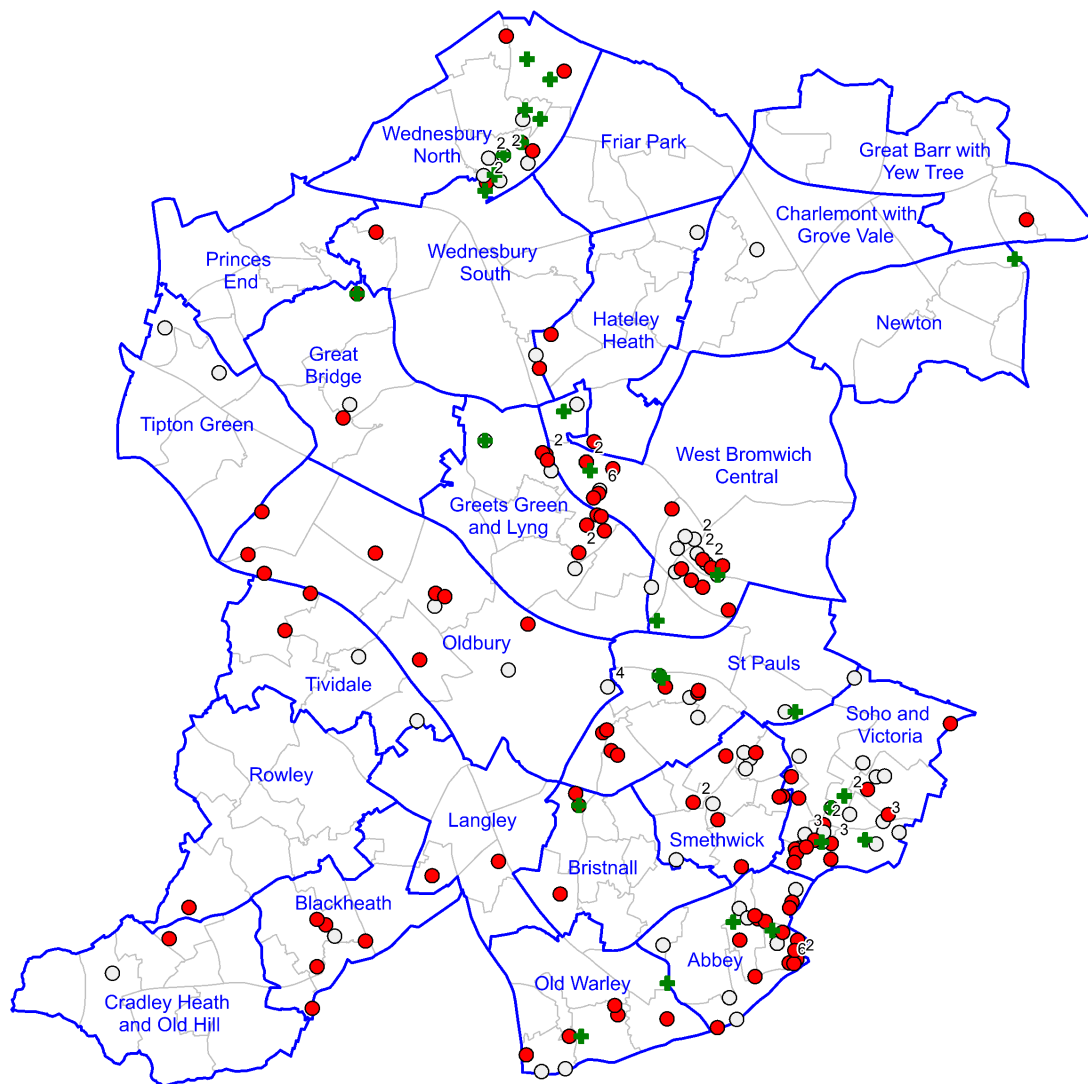 Wednesbury
North
2
2
2
Friar Park
Great Barr with
Yew Tree
Charlemont with
Grove Vale
Princes
End
Wednesbury
South
Hateley
Heath
Newton
Great
Bridge
Tipton Green
2
2
6
West Bromwich
Central
Greets Green
and Lyng
2
2
2
2
Oldbury
St Pauls
4
Tividale
Soho and
Victoria
Rowley
2
2
2
3
3
3
Langley
Smethwick
Bristnall
Blackheath
6
2
Abbey
Old Warley
Cradley Heath
and Old Hill